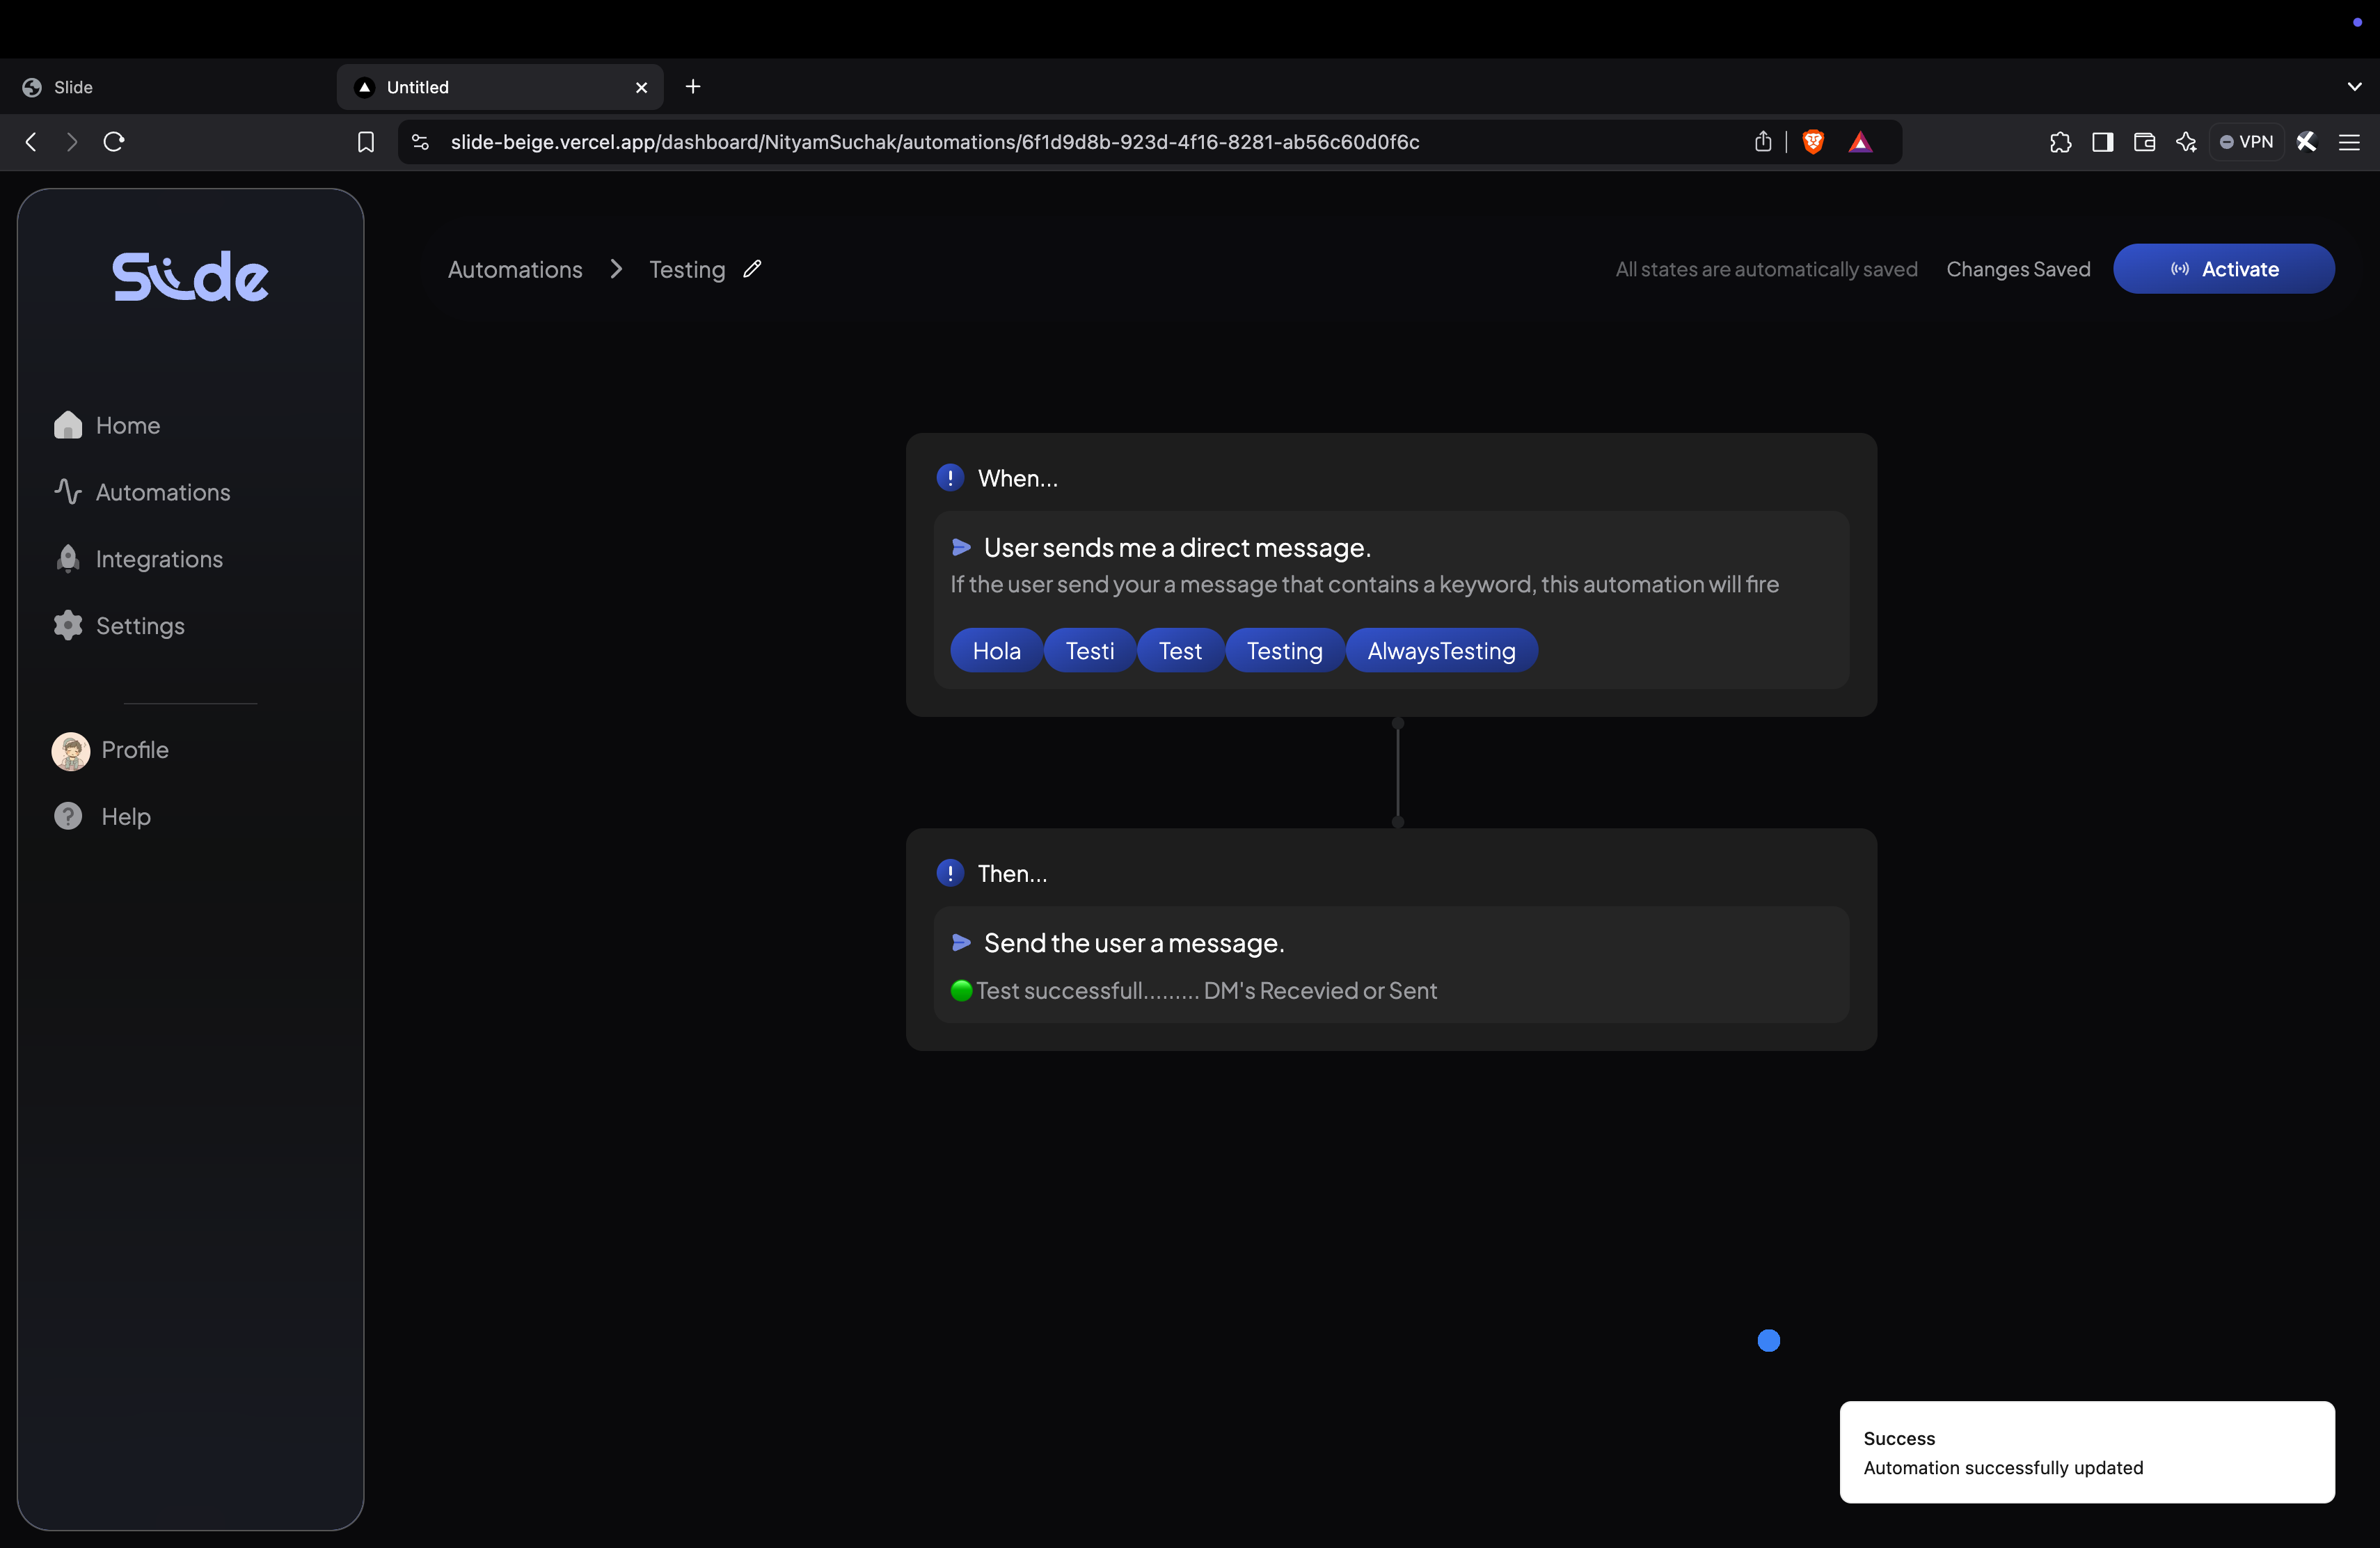 Slide
Untitled
slide-beige.vercel.app/dashboard/NityamSuchak/automations/6f1d9d8b-923d-4f16-8281-ab56c60d0f6c
VPN
Slide
Automations
Testing
All states are automatically saved
Changes Saved
Activate
Home
Automations
Integrations
Settings
Profile
Help
When...
User sends me a direct message.
If the user send your a message that contains a keyword, this automation will fire
Hola
Testi
Test
Testing
AlwaysTesting
Then...
Send the user a message.
Test successfull......... DM's Recevied or Sent
Success
Automation successfully updated